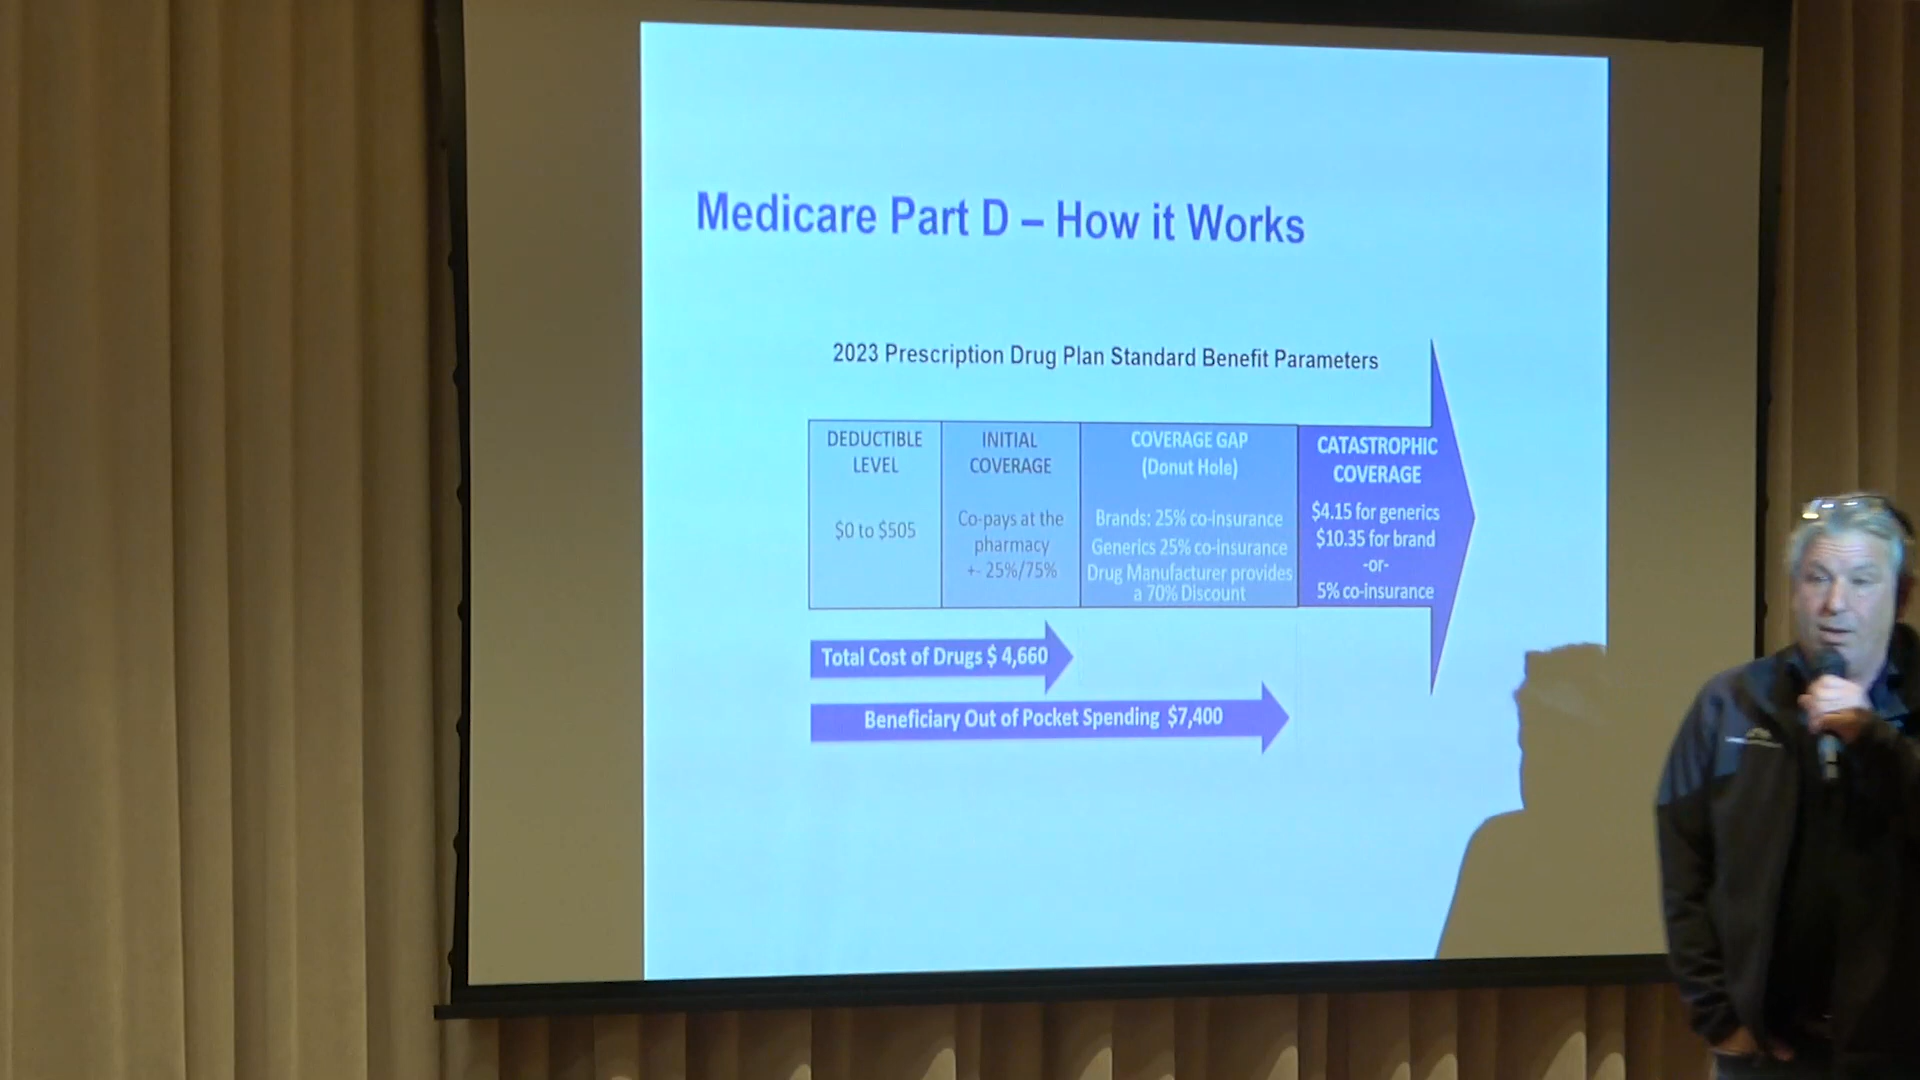 Medicare Part D – How it Works
2023 Prescription Drug Plan Standard Benefit Parameters
DEDUCTIBLE
LEVEL
$0 to $505
INITIAL
COVERAGE
Co-pays at the
pharmacy
+- 25%/75%
COVERAGE GAP
(Donut Hole)
Brands: 25% co-insurance
Generics 25% co-insurance
Drug Manufacturer provides
a 70% Discount
CATASTROPHIC
COVERAGE
$4.15 for generics
$10.35 for brand
-or-
5% co-insurance
Total Cost of Drugs $ 4,660
Beneficiary Out of Pocket Spending $7,400